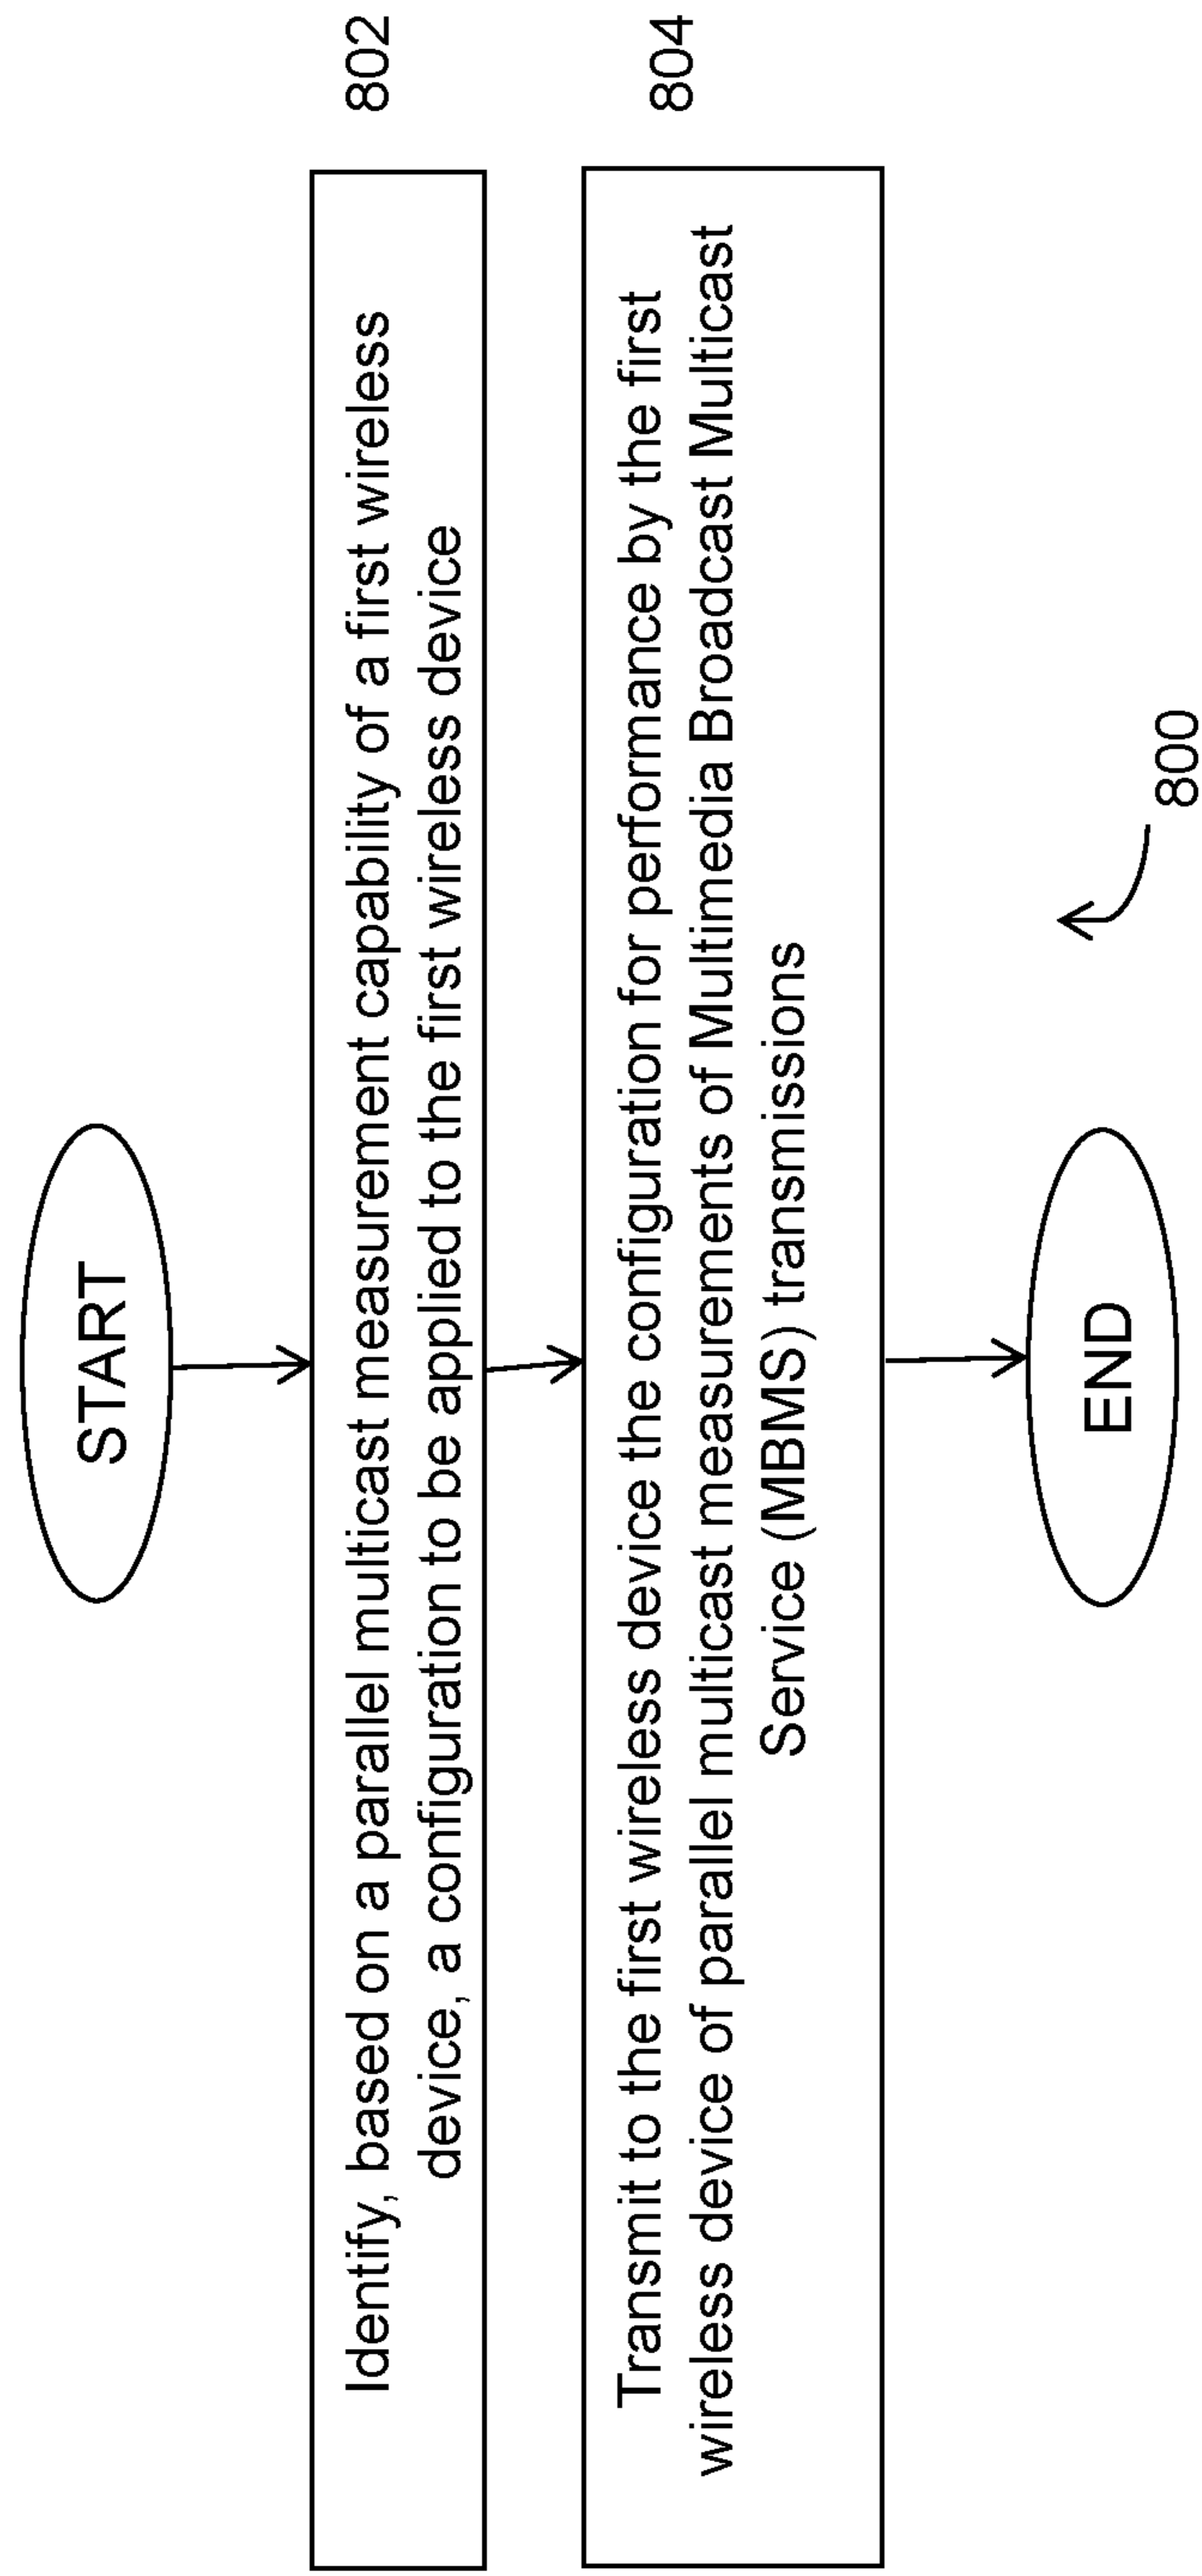 START
Identify, based on a parallel multicast measurement capability of a first wireless
device, a configuration to be applied to the first wireless device
802
Transmit to the first wireless device the configuration for performance by the first
wireless device of parallel multicast measurements of Multimedia Broadcast Multicast
Service (MBMS) transmissions
804
END
800